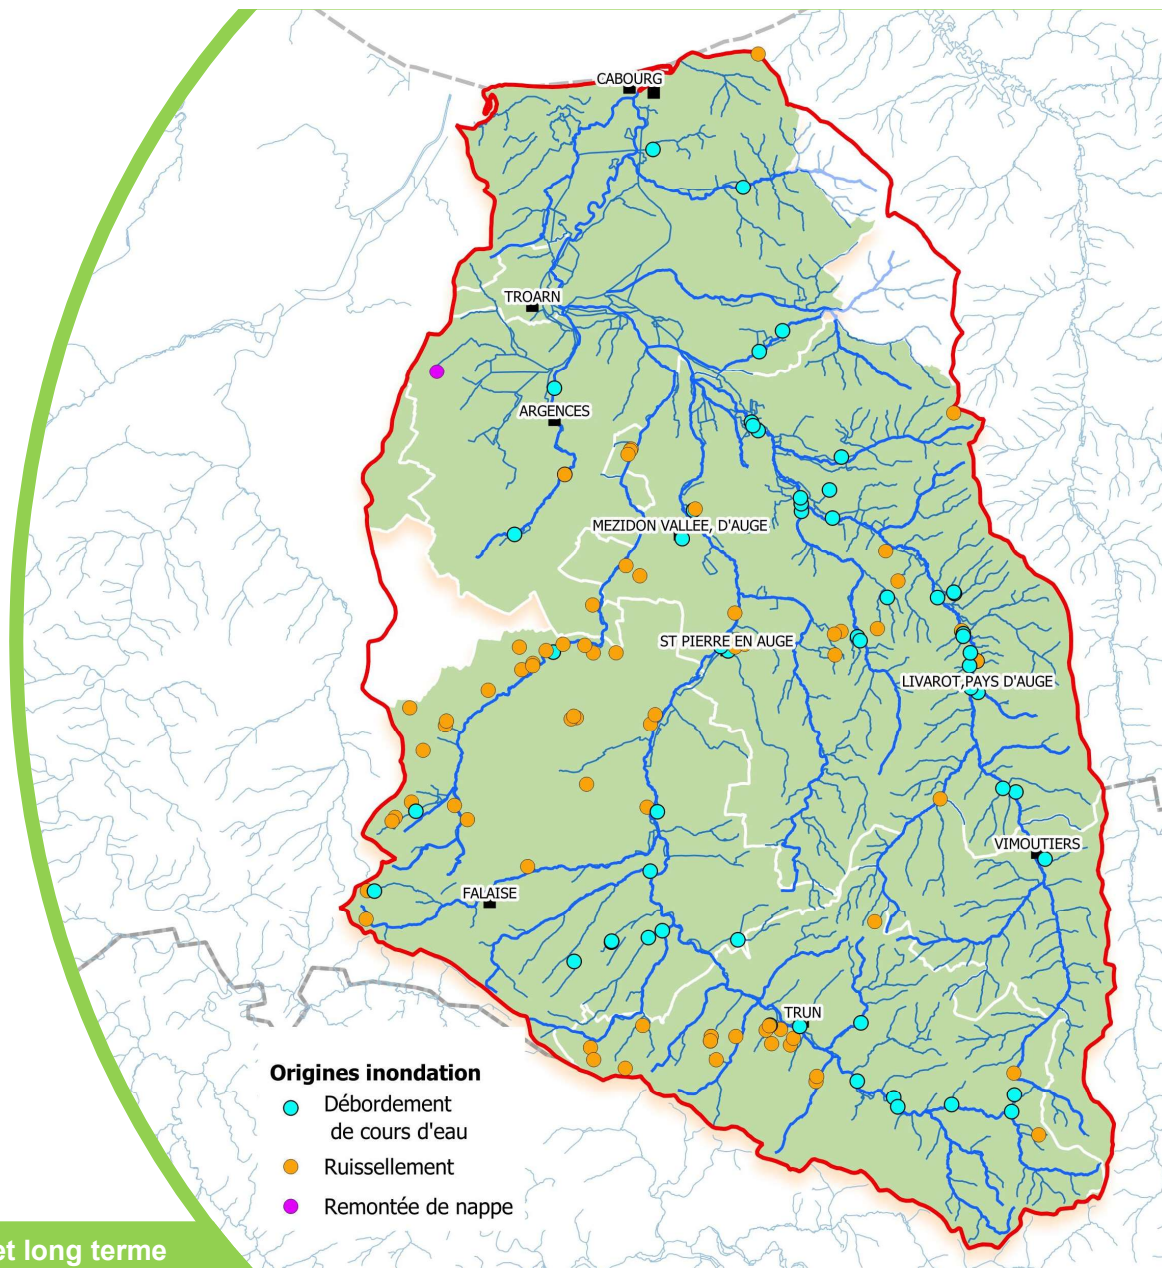 CABOURG
TROARN
ARGENCES
MEZIDON VALLEE, D'AUGE
ST PIERRE EN AUGE
LIVAROT,PAYS D'AUGE
VIMOUTIERS
FALAISE
TRUN
Origines inondation
Débordement
de cours d'eau
Ruissellement
Remontée de nappe
et long terme